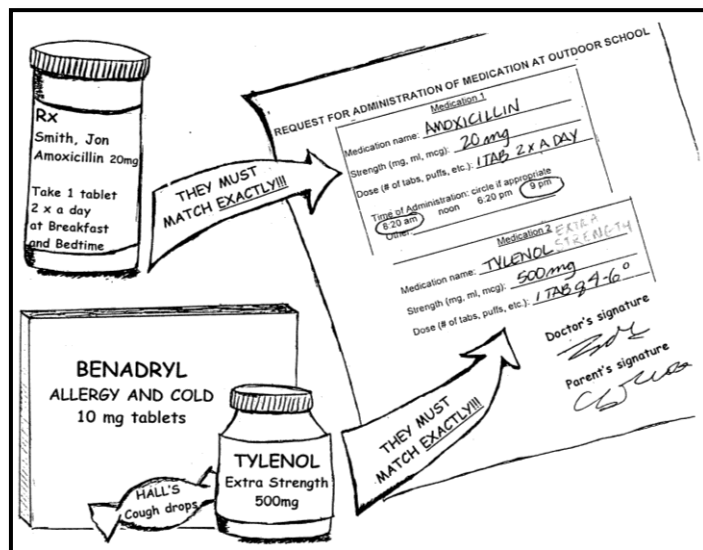 Rx
Smith, Jon
Amoxicillin 20mg
Take 1 tablet
2 x a day
at Breakfast
and Bedtime
THEY MUST
MATCH EXACTLY!!!
REQUEST FOR ADMINISTRATION OF MEDICATION AT OUTDOOR SCHOOL
Medication 1
Medication name: AMOXICILLIN
Strength (mg, ml, mcg): 20 mg
Dose (# of tabs, puffs, etc.): 1 TAB 2 x A DAY
Time of Administration: circle if appropriate
8:20 am noon 6:20 pm 9 pm
Other:
Medication 2
Medication name: TYLENOL EXTRA STRENGTH
Strength (mg, ml, mcg): 500mg
Dose (# of tabs, puffs, etc.): 1 TAB q 4-6°
Doctor's signature
Parent's signature
BENADRYL
ALLERGY AND COLD
10 mg tablets
HALL'S
Cough drops
TYLENOL
Extra Strength
500mg
THEY MUST
MATCH EXACTLY!!!